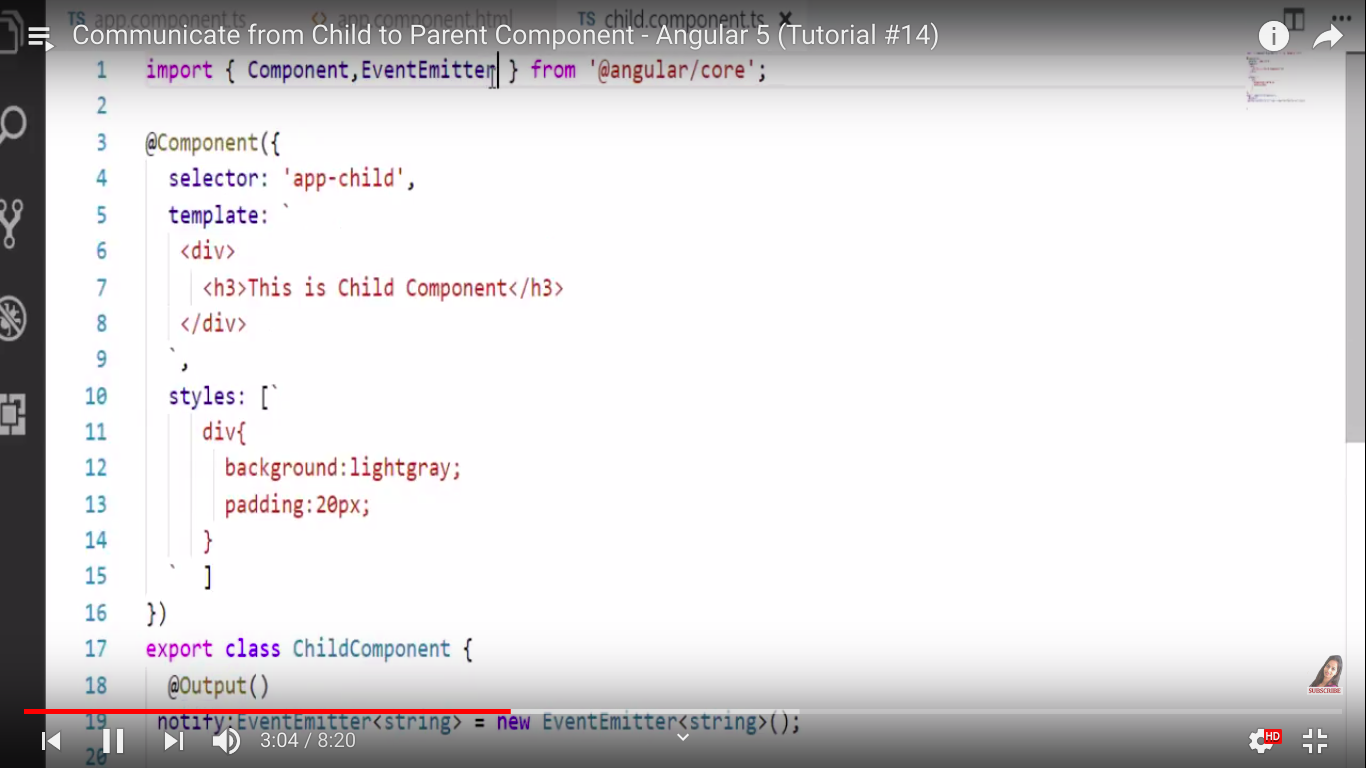 TS app.component.ts <> app.component.html TS child.component.ts
Communicate from Child to Parent Component - Angular 5 (Tutorial #14)
1 import { Component,EventEmitter } from '@angular/core';
2
3 @Component({
4 selector: 'app-child',
5 template: `
6 <div>
7 <h3>This is Child Component</h3>
8 </div>
9 `,
10 styles: [`
11 div{
12 background:lightgray;
13 padding:20px;
14 }
15 ` ]
16 })
17 export class ChildComponent {
18 @Output()
19 notify:EventEmitter<string> = new EventEmitter<string>();
20
SUBSCRIBE
3:04 / 8:20
HD